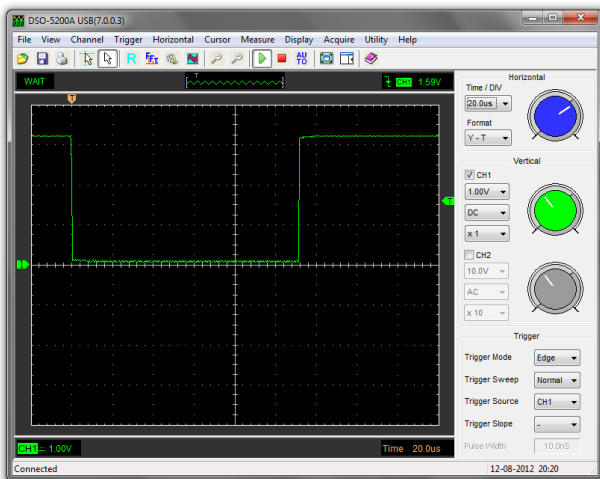 DSO-5200A USB(7.0.0.3)
File View Channel Trigger Horizontal Cursor Measure Display Acquire Utility Help
R FFT AUTO
WAIT T CH1 1.59V
T
T
1
CH1 1.00V Time 20.0us
Horizontal
Time / DIV
20.0us
Format
Y - T
Vertical
CH1
1.00V
DC
x 1
CH2
10.0V
AC
x 10
Trigger
Trigger Mode Edge
Trigger Sweep Normal
Trigger Source CH1
Trigger Slope -
Pulse Width 10.0nS
Connected 12-08-2012 20:20